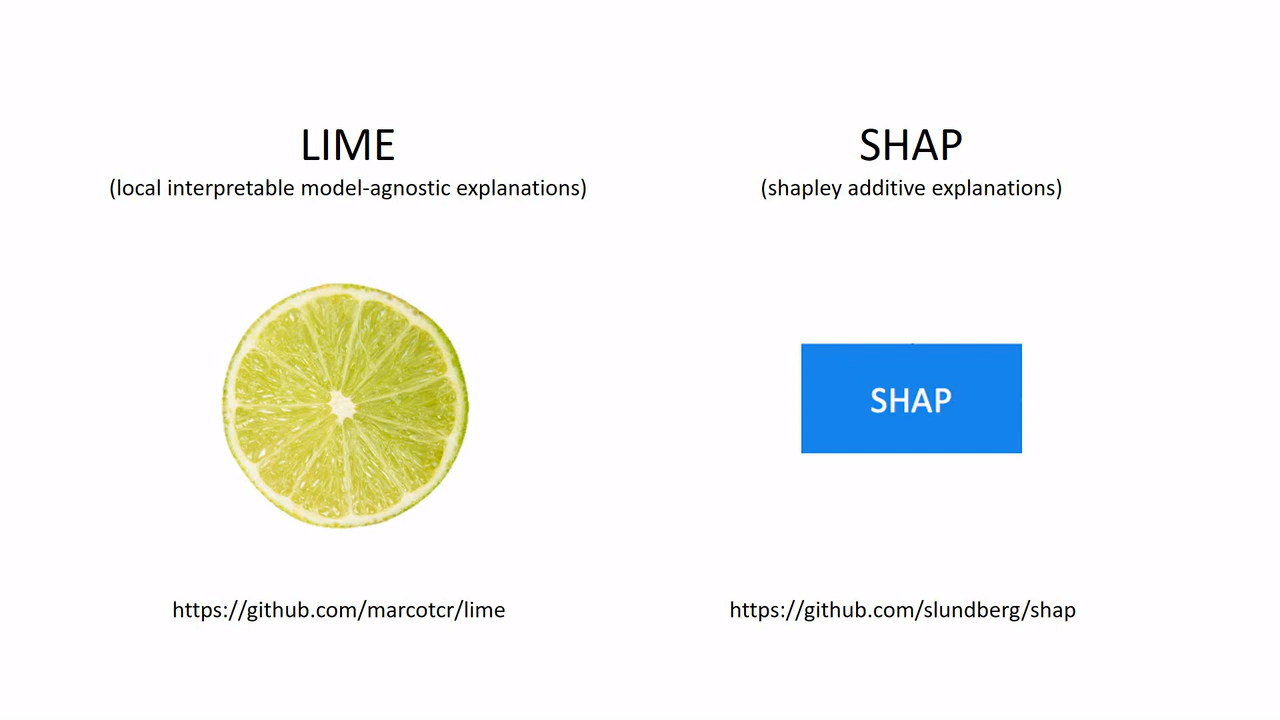 LIME
(local interpretable model-agnostic explanations)
https://github.com/marcotcr/lime
SHAP
(shapley additive explanations)
SHAP
https://github.com/slundberg/shap